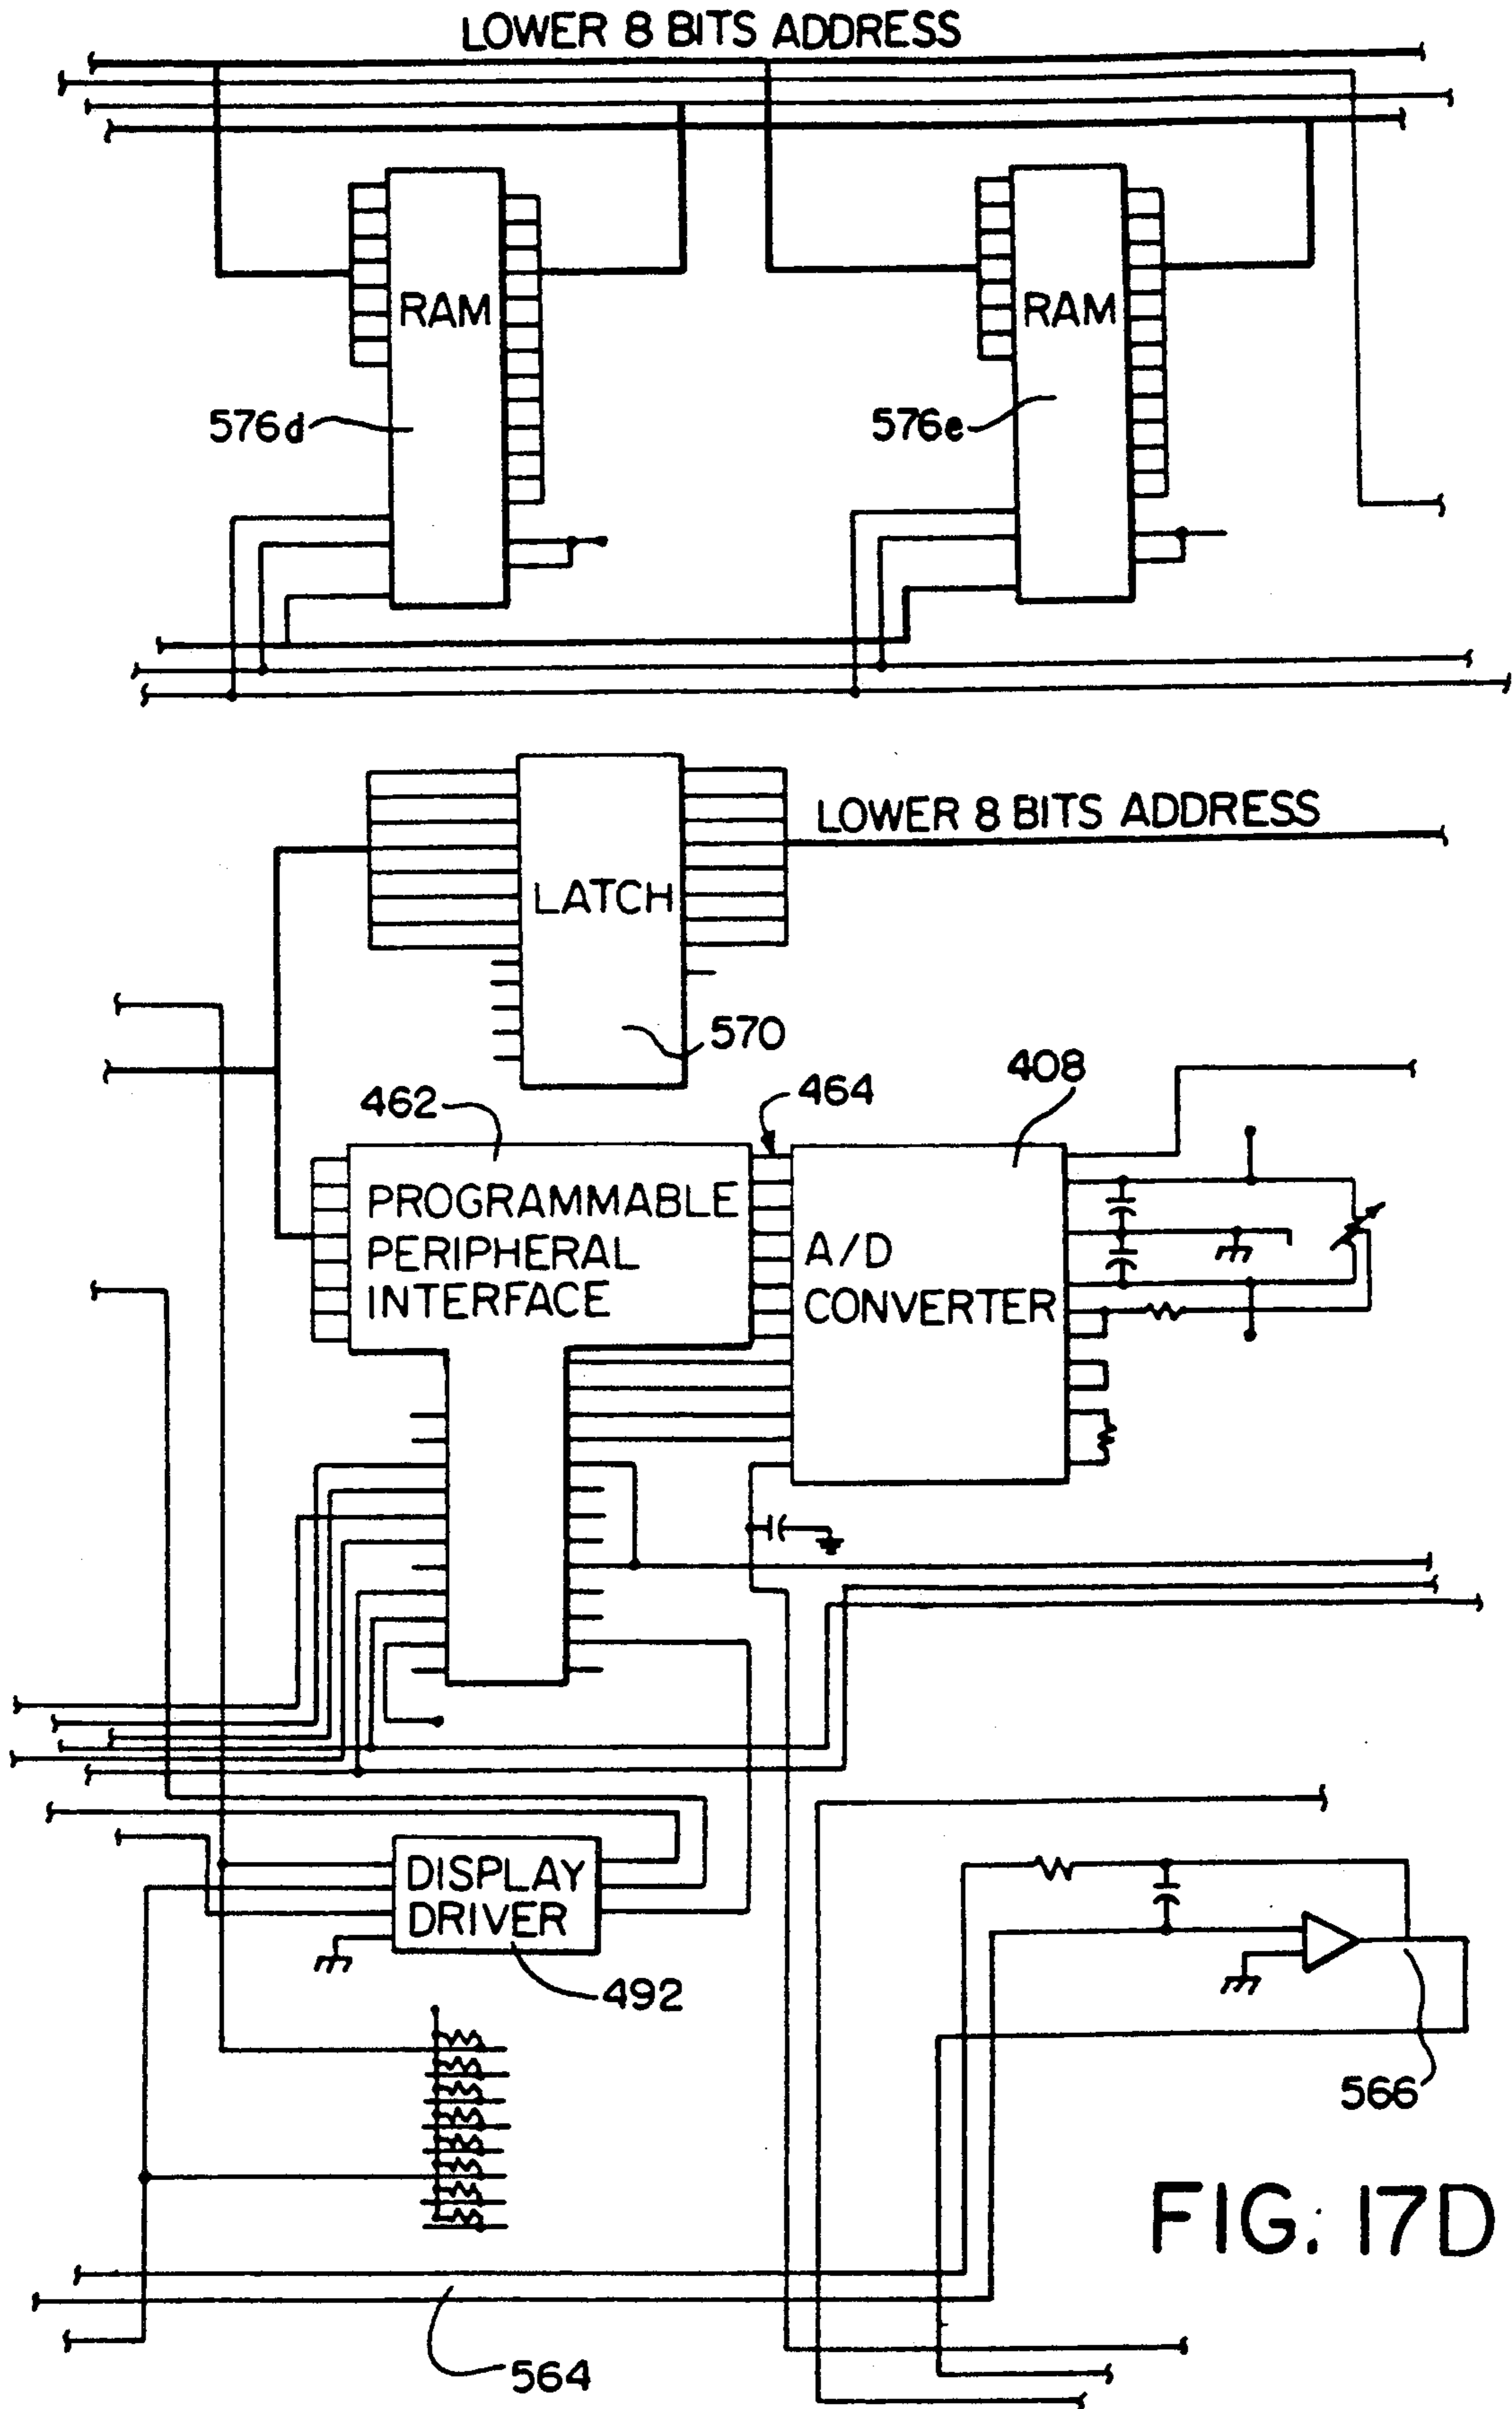 LOWER 8 BITS ADDRESS
RAM
RAM
576d
576e
LOWER 8 BITS ADDRESS
LATCH
570
408
462
464
PROGRAMMABLE
PERIPHERAL
INTERFACE
A/D
CONVERTER
DISPLAY
DRIVER
492
566
FIG. 17D
564